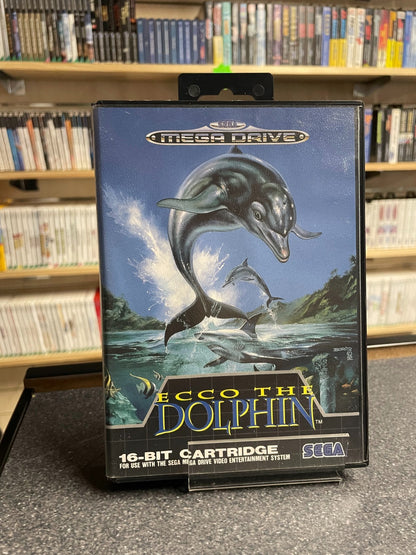 SEGA
MEGA DRIVE
ECCO THE
DOLPHIN™
16-BIT CARTRIDGE
FOR USE WITH THE SEGA MEGA DRIVE VIDEO ENTERTAINMENT SYSTEM
SEGA